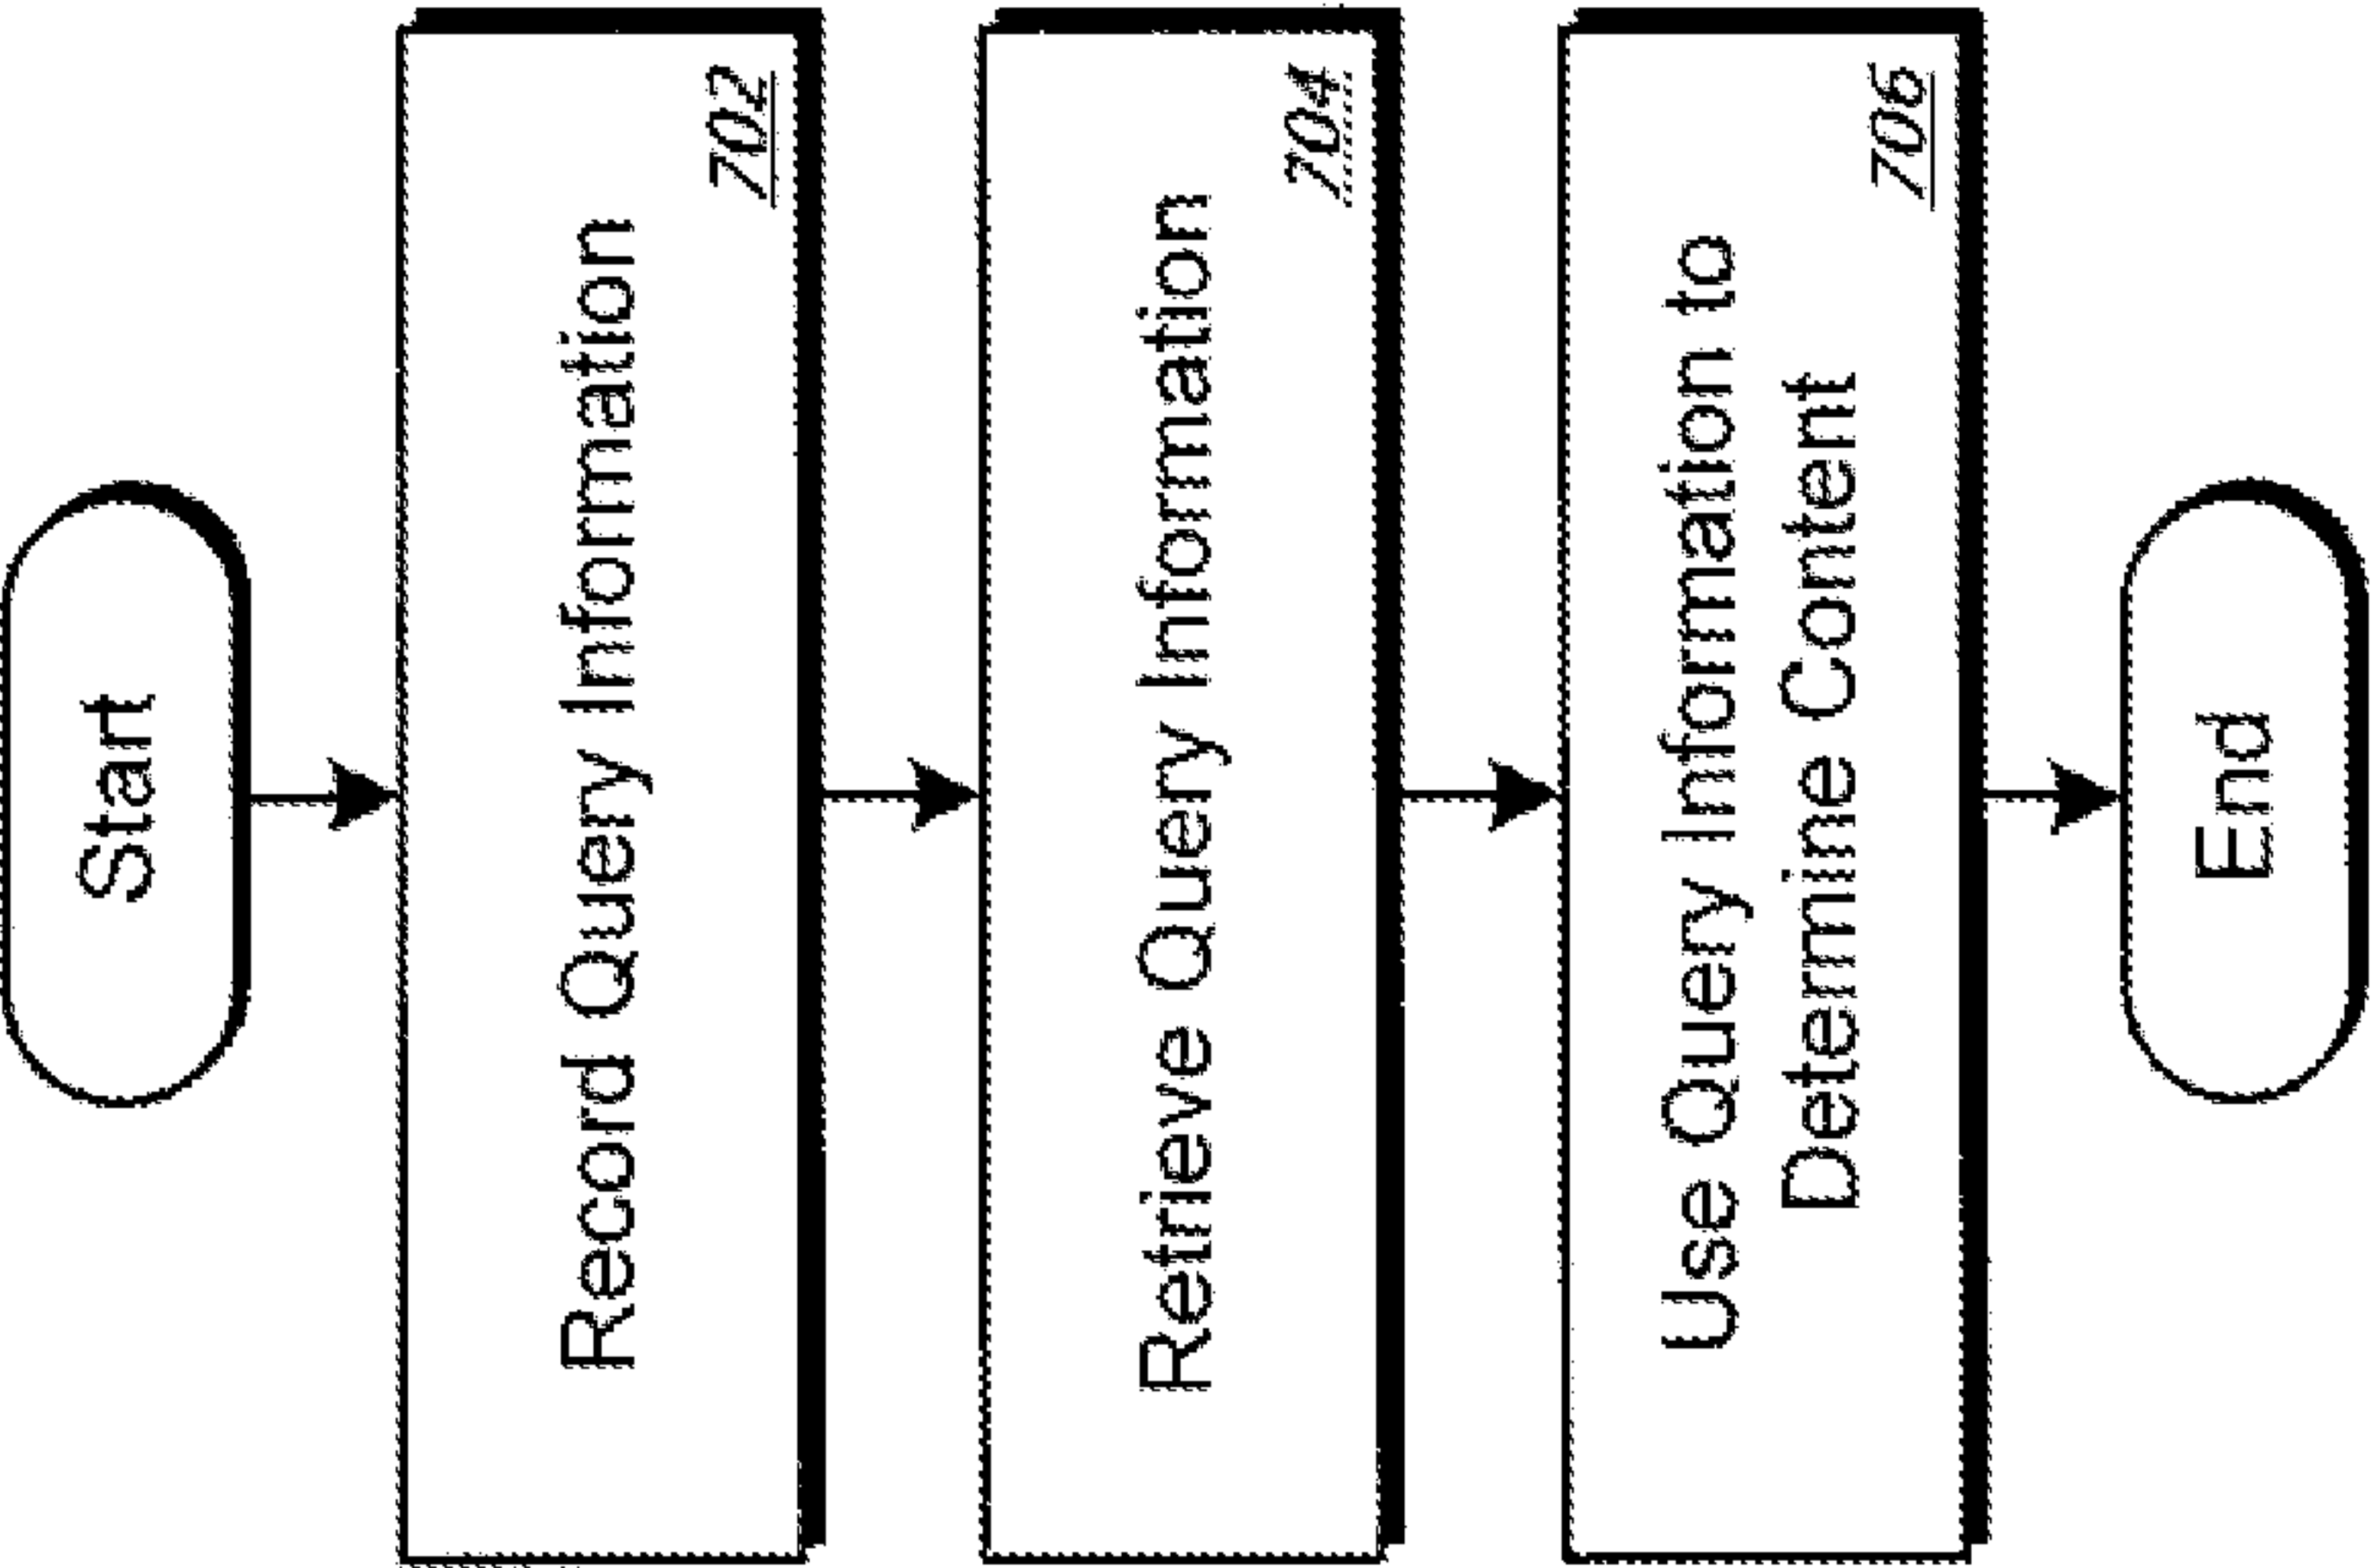 Start
Record Query Information
702
Retrieve Query Information
704
Use Query Information to
Determine Content
706
End